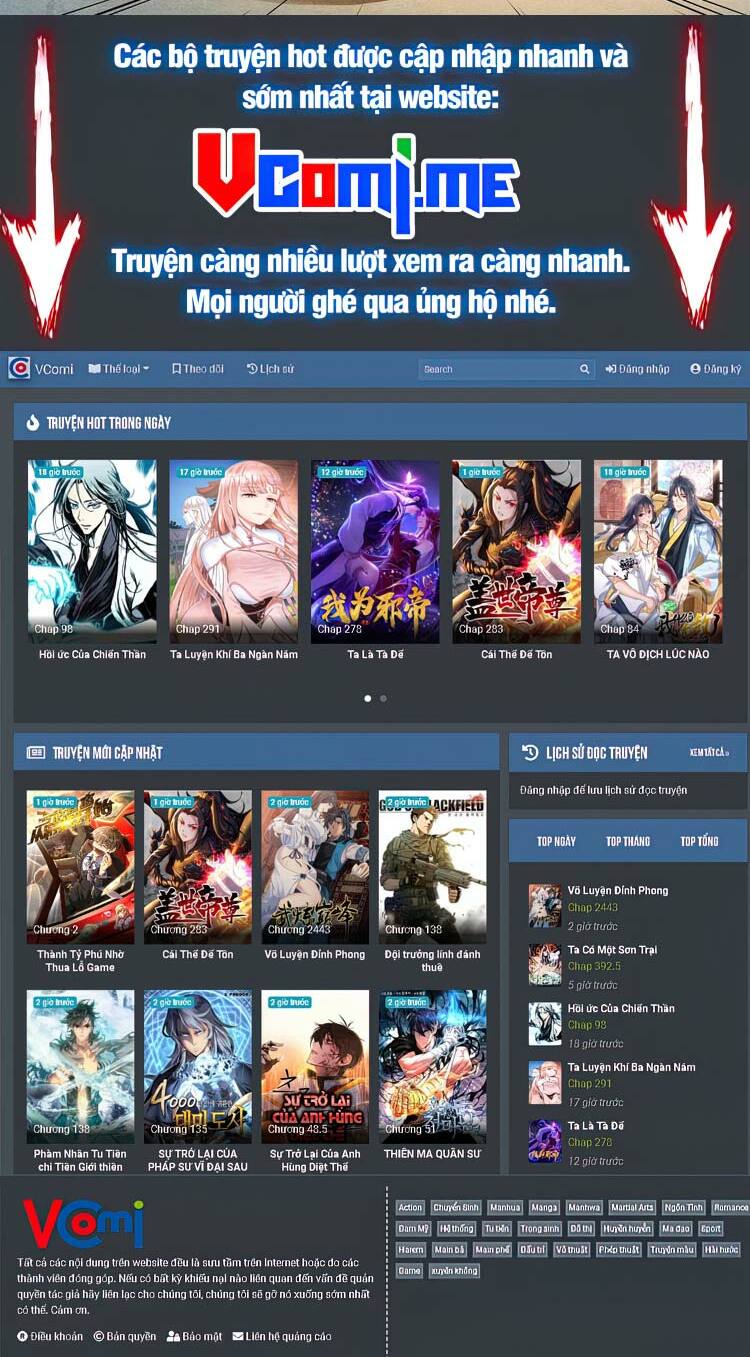 Các bộ truyện hot được cập nhập nhanh và
sớm nhất tại website:
VComi.ME
Truyện càng nhiều lượt xem ra càng nhanh.
Mọi người ghé qua ủng hộ nhé.
VComi Thể loại Theo dõi Lịch sử Search Đăng nhập Đăng ký
TRUYỆN HOT TRONG NGÀY
18 giờ trước 17 giờ trước 12 giờ trước 1 giờ trước 18 giờ trước
我为邪帝 盖世帝尊
Chap 98 Chap 291 Chap 278 Chap 283 Chap 84
Hồi ức Của Chiến Thần Ta Luyện Khí Ba Ngàn Năm Ta Là Tà Đế Cái Thế Đế Tôn TA VÔ ĐỊCH LÚC NÀO
TRUYỆN MỚI CẬP NHẬT
1 giờ trước 1 giờ trước 2 giờ trước 2 giờ trước
盖世帝尊 武炼巅峰
Chương 2 Chương 283 Chương 2443 Chương 138
Thành Tỷ Phú Nhờ Cái Thế Đế Tôn Võ Luyện Đỉnh Phong Đội trưởng lính đánh
Thua Lỗ Game thuê
2 giờ trước 2 giờ trước 2 giờ trước 2 giờ trước
4000
SỰ TRỞ LẠI
CỦA ANH HÙNG
Chương 138 Chương 135 Chương 48.5 Chương 51
Phàm Nhân Tu Tiên SỰ TRỞ LẠI CỦA Sự Trở Lại Của Anh THIÊN MA QUÂN SƯ
chi Tiên Giới thiên PHÁP SƯ VĨ ĐẠI SAU Hùng Diệt Thế
LỊCH SỬ ĐỌC TRUYỆN XEM TẤT CẢ »
Đăng nhập để lưu lịch sử đọc truyện
TOP NGÀY TOP THÁNG TOP TỔNG
Võ Luyện Đỉnh Phong
Chap 2443
2 giờ trước
Ta Có Một Sơn Trại
Chap 392.5
5 giờ trước
Hồi ức Của Chiến Thần
Chap 98
18 giờ trước
Ta Luyện Khí Ba Ngàn Năm
Chap 291
17 giờ trước
Ta Là Tà Đế
Chap 278
12 giờ trước
VComi
Tất cả các nội dung trên website đều là sưu tầm trên Internet hoặc do các
thành viên đóng góp. Nếu có bất kỳ khiếu nại nào liên quan đến vấn đề quản
quyền tác giả hãy liên lạc cho chúng tôi, chúng tôi sẽ gỡ nó xuống sớm nhất
có thể. Cảm ơn.
Điều khoản Bản quyền Bảo mật Liên hệ quảng cáo
Action Chuyển Sinh Manhua Manga Manhwa Martial Arts Ngôn Tình Romance
Đam Mỹ Hệ thống Tu tiên Trọng sinh Đô thị Huyền huyễn Ma đạo Sport
Harem Main bá Main phế Đấu trí Võ thuật Phép thuật Truyện màu Hài hước
Game xuyên không